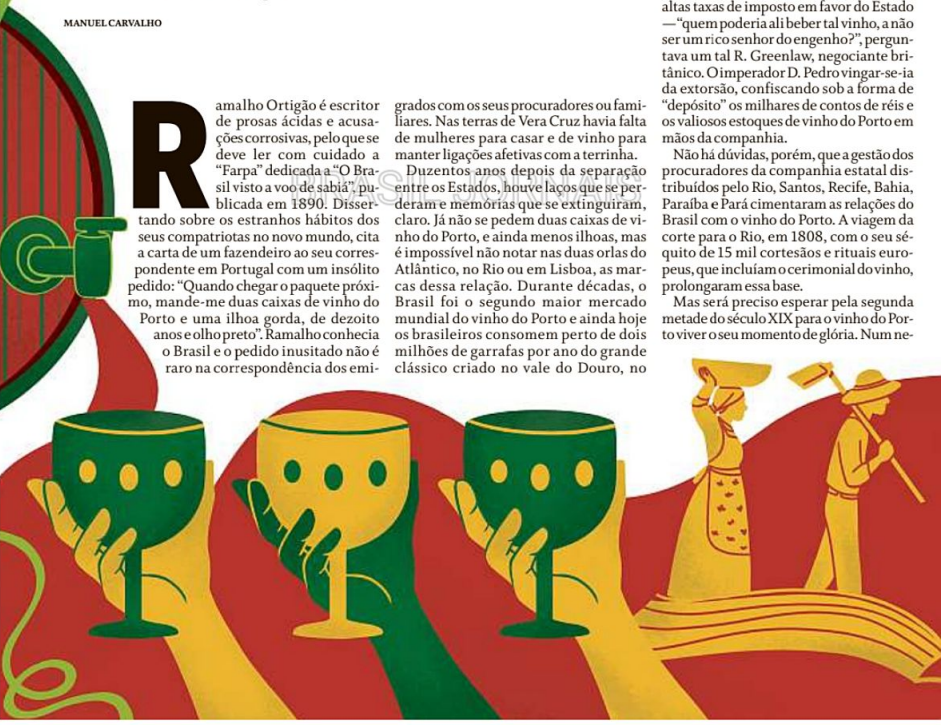 MANUEL CARVALHO
Ramalho Ortigão é escritor
de prosas ácidas e acusa-
ções corrosivas, pelo que se
deve ler com cuidado a
“Farpa” dedicada a “O Bra-
sil visto a voo de sabiá”, pu-
blicada em 1890. Disser-
tando sobre os estranhos hábitos dos
seus compatriotas no novo mundo, cita
a carta de um fazendeiro ao seu corres-
pondente em Portugal com um insólito
pedido: “Quando chegar o paquete próxi-
mo, mande-me duas caixas de vinho do
Porto e uma ilhoa gorda, de dezoito
anos e olho preto”. Ramalho conhecia
o Brasil e o pedido inusitado não é
raro na correspondência dos emi-
grados com os seus procuradores ou fami-
liares. Nas terras de Vera Cruz havia falta
de mulheres para casar e de vinho para
manter ligações afetivas com a terrinha.
Duzentos anos depois da separação
entre os Estados, houve laços que se per-
deram e memórias que se extinguiram,
claro. Já não se pedem duas caixas de vi-
nho do Porto, e ainda menos ilhoas, mas
é impossível não notar nas duas orlas do
Atlântico, no Rio ou em Lisboa, as mar-
cas dessa relação. Durante décadas, o
Brasil foi o segundo maior mercado
mundial do vinho do Porto e ainda hoje
os brasileiros consomem perto de dois
milhões de garrafas por ano do grande
clássico criado no vale do Douro, no
altas taxas de imposto em favor do Estado
—“quem poderia ali beber tal vinho, a não
ser um rico senhor do engenho?”, pergun-
tava um tal R. Greenlaw, negociante bri-
tânico. O imperador D. Pedro vingar-se-ia
da extorsão, confiscando sob a forma de
“depósito” os milhares de contos de réis e
os valiosos estoques de vinho do Porto em
mãos da companhia.
Não há dúvidas, porém, que a gestão dos
procuradores da companhia estatal dis-
tribuídos pelo Rio, Santos, Recife, Bahia,
Paraíba e Pará cimentaram as relações do
Brasil com o vinho do Porto. A viagem da
corte para o Rio, em 1808, com o seu sé-
quito de 15 mil cortesãos e rituais euro-
peus, que incluíam o cerimonial do vinho,
prolongaram essa base.
Mas será preciso esperar pela segunda
metade do século XIX para o vinho do Por-
to viver o seu momento de glória. Num ne-
BRASIL JORNAIS